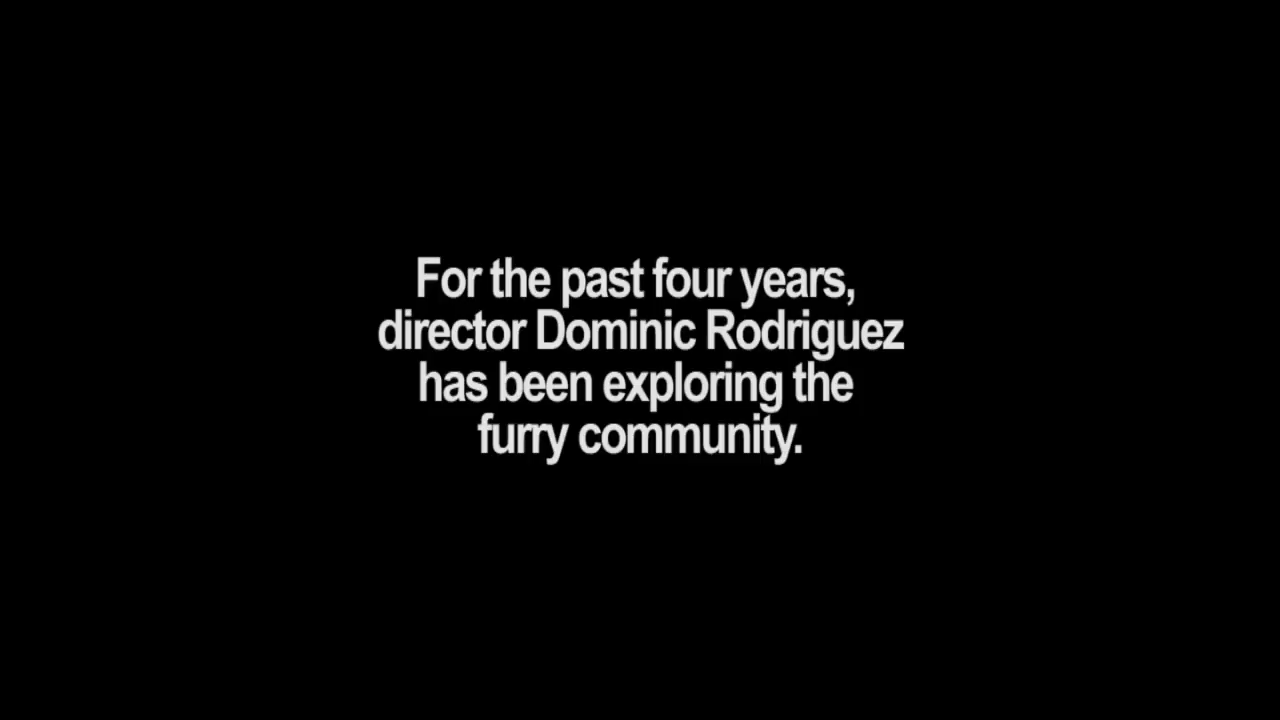 For the past four years,
director Dominic Rodriguez
has been exploring the
furry community.